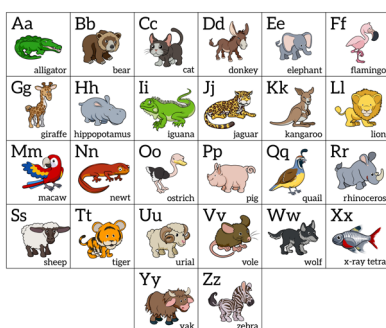 Aa Bb Cc Dd Ee Ff
alligator bear cat donkey elephant flamingo
Gg Hh Ii Jj Kk Ll
giraffe hippopotamus iguana jaguar kangaroo lion
Mm Nn Oo Pp Qq Rr
macaw newt ostrich pig quail rhinoceros
Ss Tt Uu Vv Ww Xx
sheep tiger urial vole wolf x-ray tetra
Yy Zz
yak zebra